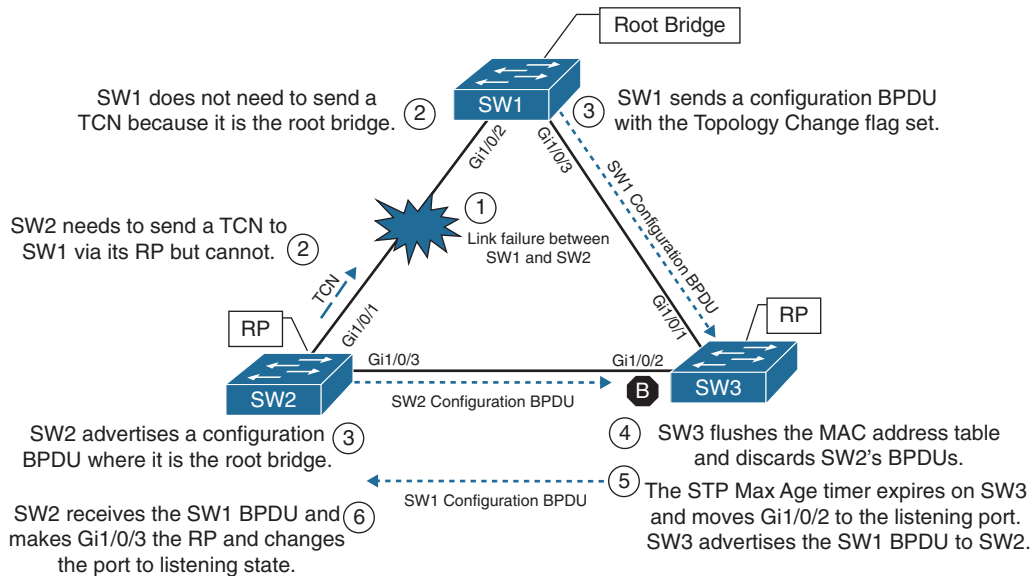 Root Bridge
SW1
SW1 does not need to send a
TCN because it is the root bridge.
2
3
SW1 sends a configuration BPDU
with the Topology Change flag set.
Gi1/0/2
Gi1/0/3
SW1 Configuration BPDU
1
Link failure between
SW1 and SW2
SW2 needs to send a TCN to
SW1 via its RP but cannot.
2
TCN
RP
Gi1/0/1
Gi1/0/1
RP
Gi1/0/3
Gi1/0/2
SW2
B
SW3
SW2 Configuration BPDU
SW2 advertises a configuration
BPDU where it is the root bridge.
3
4
SW3 flushes the MAC address table
and discards SW2's BPDUs.
SW1 Configuration BPDU
5
The STP Max Age timer expires on SW3
and moves Gi1/0/2 to the listening port.
SW3 advertises the SW1 BPDU to SW2.
SW2 receives the SW1 BPDU and
makes Gi1/0/3 the RP and changes
the port to listening state.
6